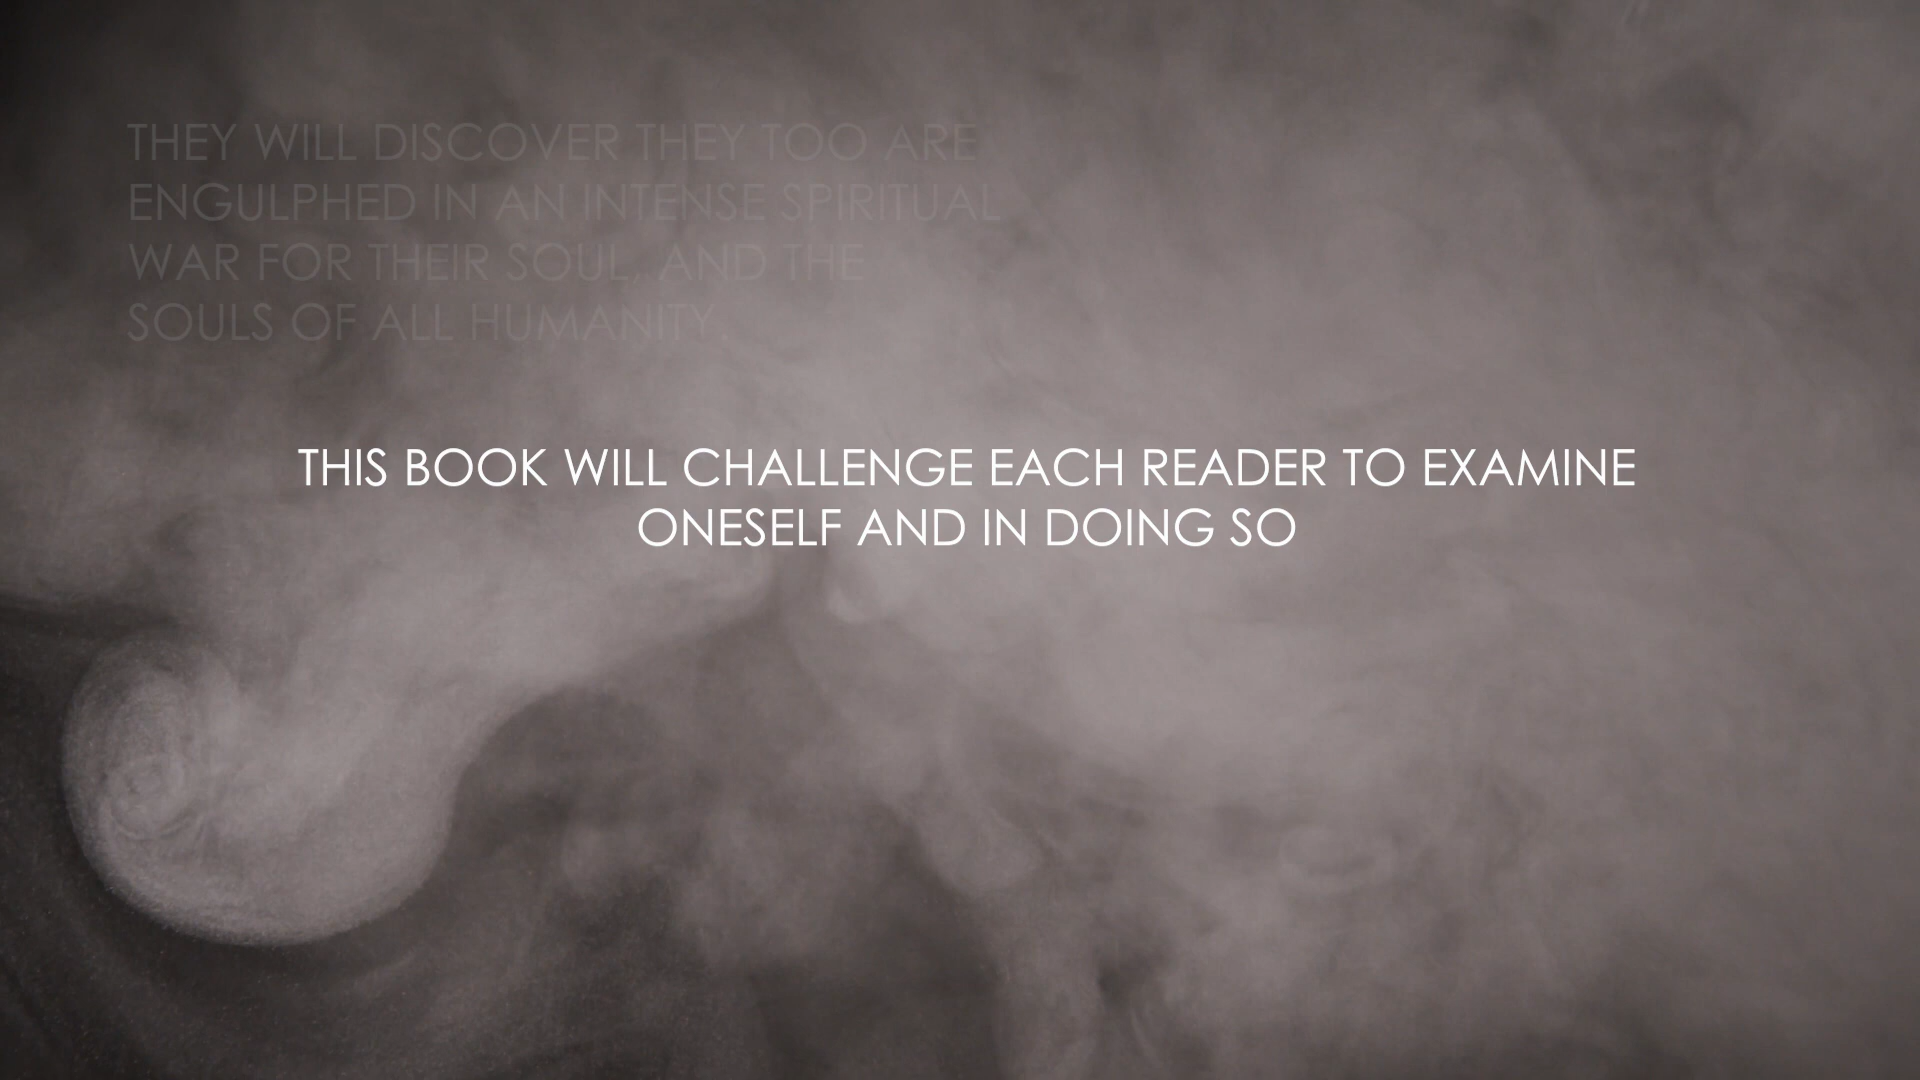 THEY WILL DISCOVER THEY TOO ARE
ENGULPHED IN AN INTENSE SPIRITUAL
WAR FOR THEIR SOUL, AND THE
SOULS OF ALL HUMANITY.
THIS BOOK WILL CHALLENGE EACH READER TO EXAMINE
ONESELF AND IN DOING SO